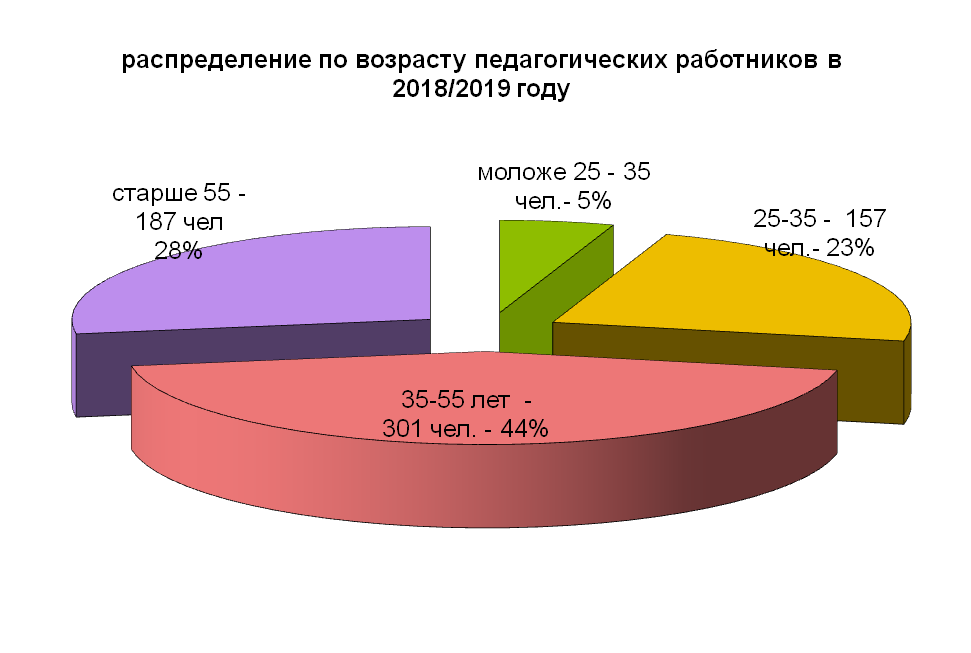 распределение по возрасту педагогических работников в
2018/2019 году
моложе 25 - 35
чел.- 5%
старше 55 -
187 чел
28%
25-35 -  157
чел.- 23%
35-55 лет  -
301 чел. - 44%